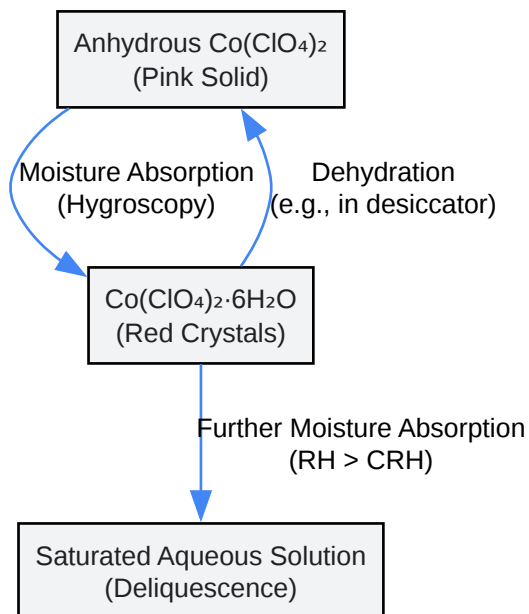 Anhydrous Co(ClO₄)₂
(Pink Solid)
Moisture Absorption
(Hygroscopy)
Dehydration
(e.g., in desiccator)
Co(ClO₄)₂·6H₂O
(Red Crystals)
Further Moisture Absorption
(RH > CRH)
Saturated Aqueous Solution
(Deliquescence)